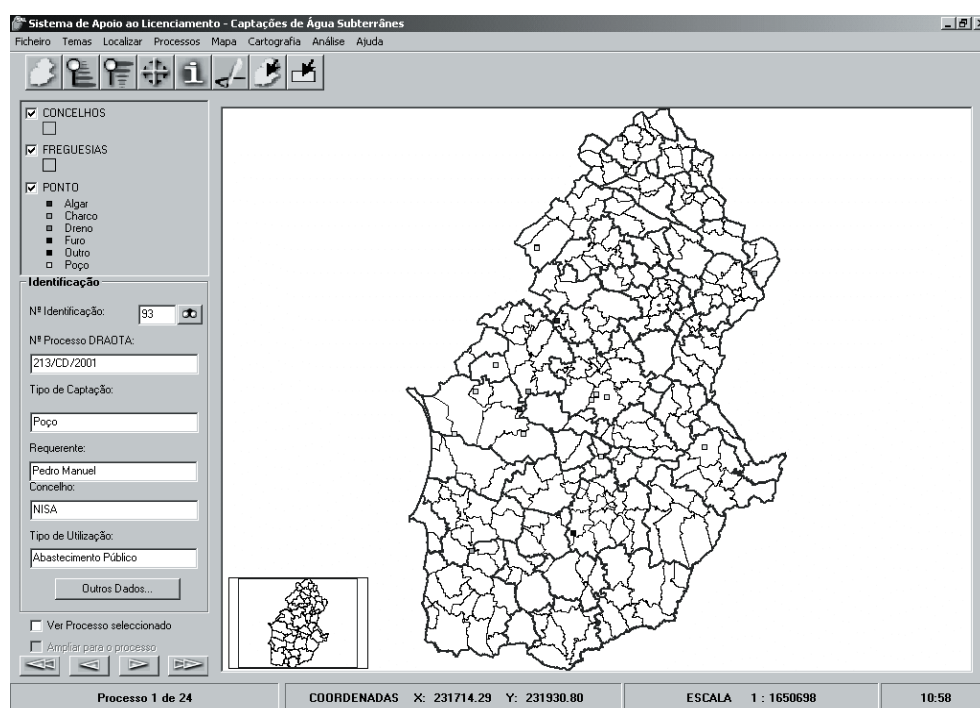 Sistema de Apoio ao Licenciamento - Captações de Água Subterrânes
Ficheiro Temas Localizar Processos Mapa Cartografia Análise Ajuda
CONCELHOS
FREGUESIAS
PONTO
Algar
Charco
Dreno
Furo
Outro
Poço
Identificação
Nº Identificação: 93
Nº Processo DRAOTA:
213/CD/2001
Tipo de Captação:
Poço
Requerente:
Pedro Manuel
Concelho:
NISA
Tipo de Utilização:
Abastecimento Público
Outros Dados...
Ver Processo seleccionado
Ampliar para o processo
Processo 1 de 24 COORDENADAS X: 231714.29 Y: 231930.80 ESCALA 1 : 1650698 10:58